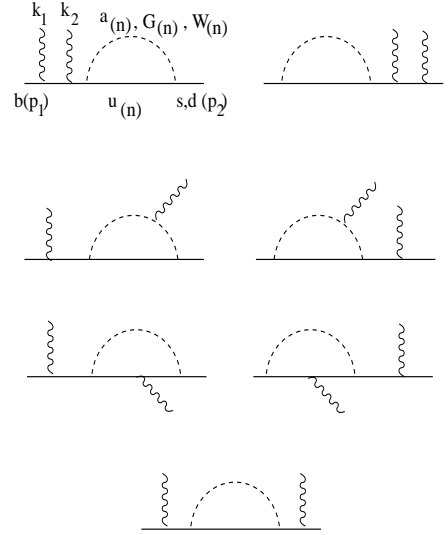 k₁ k₂ a₍ₙ₎, G₍ₙ₎, W₍ₙ₎
b(p₁) u₍ₙ₎ s,d (p₂)